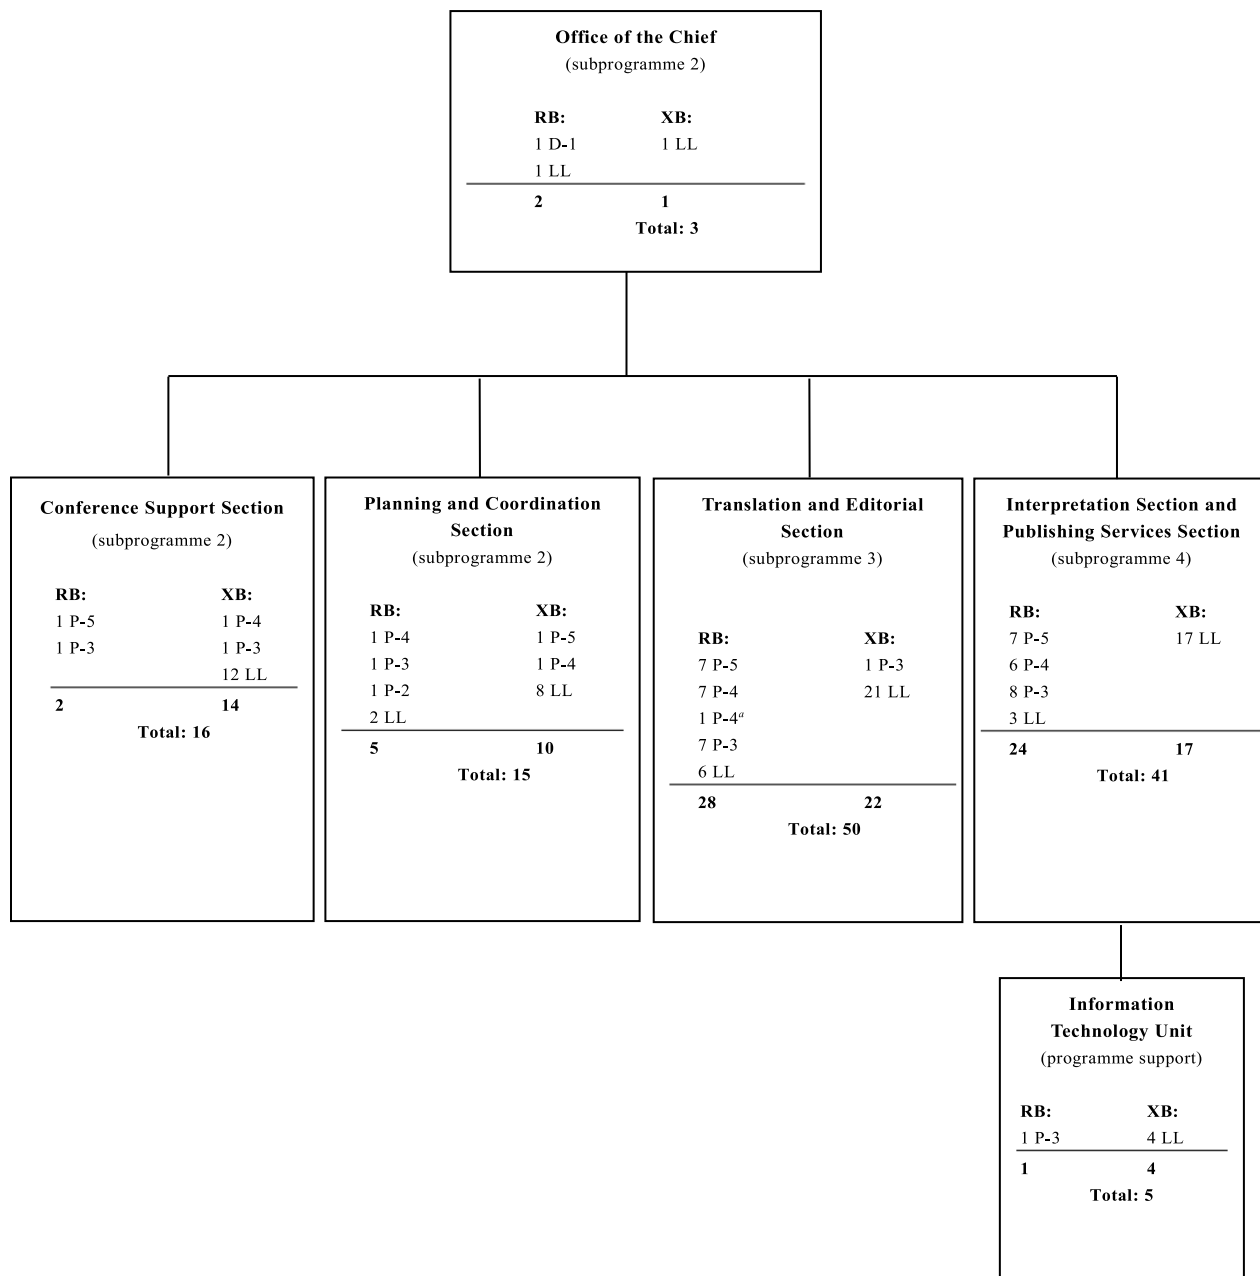 Office of the Chief
(subprogramme 2)
RB: XB:
1 D-1 1 LL
1 LL
2 1
Total: 3
Conference Support Section
(subprogramme 2)
RB: XB:
1 P-5 1 P-4
1 P-3 1 P-3
12 LL
2 14
Total: 16
Planning and Coordination
Section
(subprogramme 2)
RB: XB:
1 P-4 1 P-5
1 P-3 1 P-4
1 P-2 8 LL
2 LL
5 10
Total: 15
Translation and Editorial
Section
(subprogramme 3)
RB: XB:
7 P-5 1 P-3
7 P-4 21 LL
1 P-4a
7 P-3
6 LL
28 22
Total: 50
Interpretation Section and
Publishing Services Section
(subprogramme 4)
RB: XB:
7 P-5 17 LL
6 P-4
8 P-3
3 LL
24 17
Total: 41
Information
Technology Unit
(programme support)
RB: XB:
1 P-3 4 LL
1 4
Total: 5